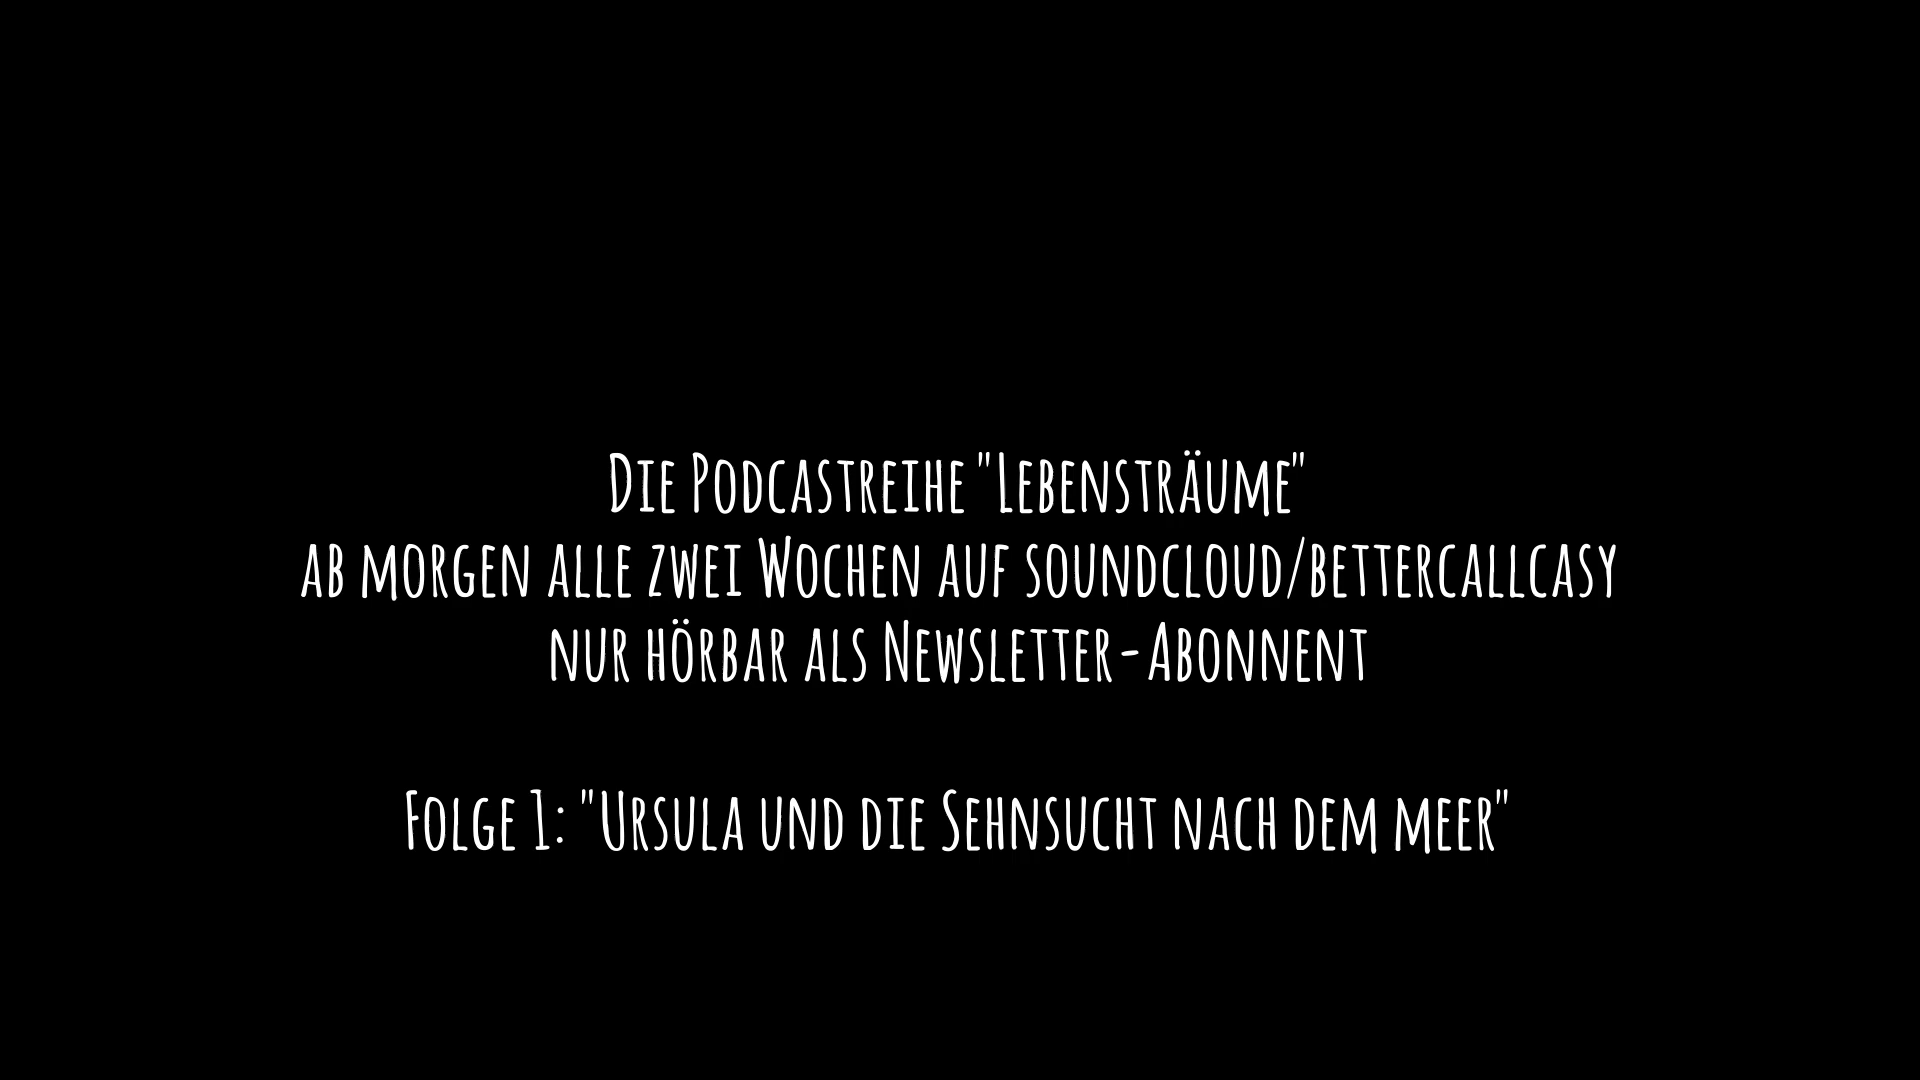 Die Podcastreihe "Lebensträume"
ab morgen alle zwei Wochen auf soundcloud/bettercallcasy
nur hörbar als Newsletter-Abonnent
Folge 1: "Ursula und die Sehnsucht nach dem meer"